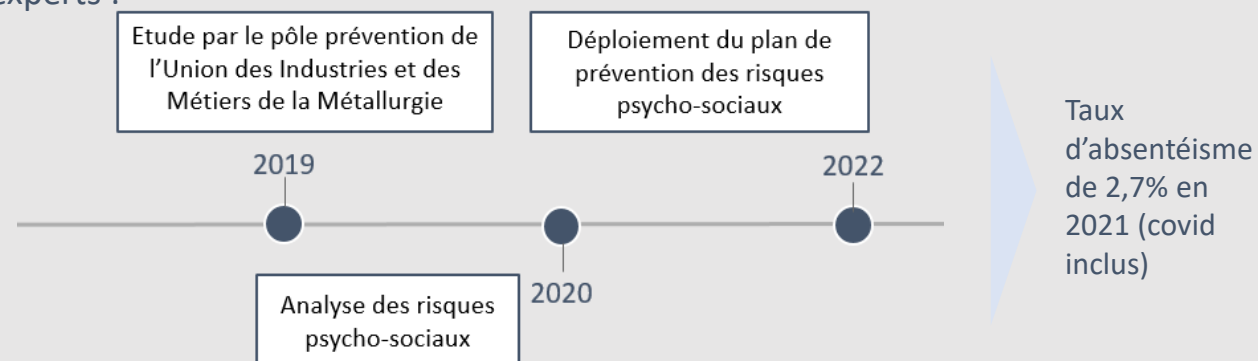 experts :
Etude par le pôle prévention de
l'Union des Industries et des
Métiers de la Métallurgie
Déploiement du plan de
prévention des risques
psycho-sociaux
2019
2022
2020
Analyse des risques
psycho-sociaux
Taux
d'absentéisme
de 2,7% en
2021 (covid
inclus)